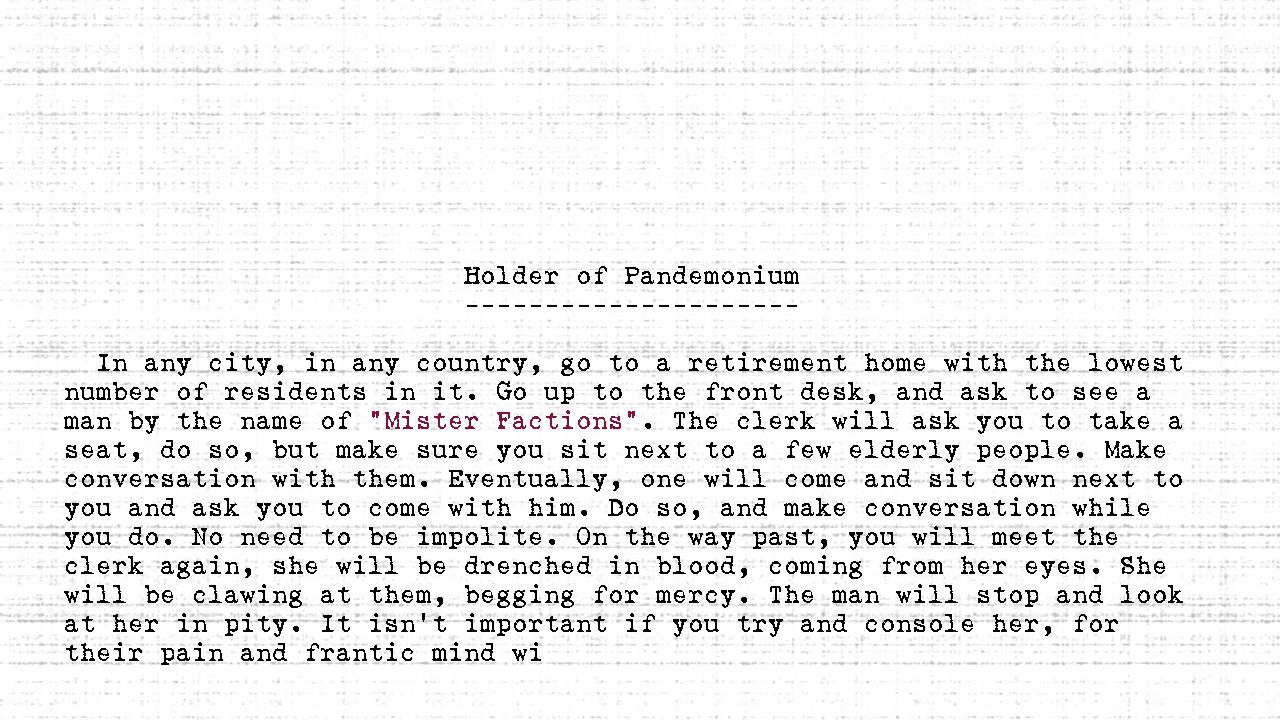 Holder of Pandemonium
---------------------
In any city, in any country, go to a retirement home with the lowest
number of residents in it. Go up to the front desk, and ask to see a
man by the name of "Mister Factions". The clerk will ask you to take a
seat, do so, but make sure you sit next to a few elderly people. Make
conversation with them. Eventually, one will come and sit down next to
you and ask you to come with him. Do so, and make conversation while
you do. No need to be impolite. On the way past, you will meet the
clerk again, she will be drenched in blood, coming from her eyes. She
will be clawing at them, begging for mercy. The man will stop and look
at her in pity. It isn't important if you try and console her, for
their pain and frantic mind wi